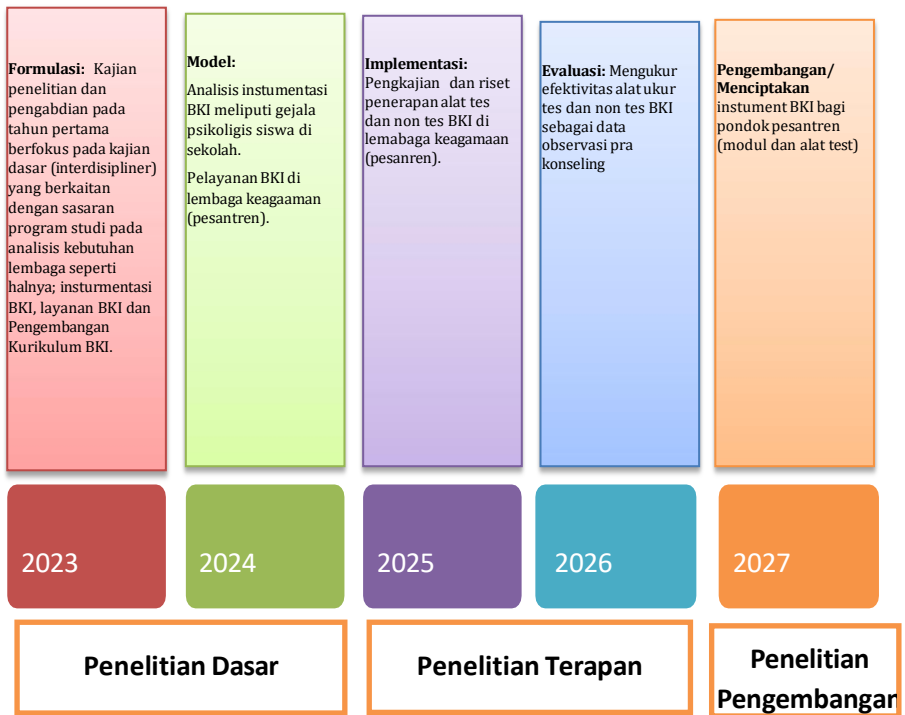 Formulasi: Kajian
penelitian dan
pengabdian pada
tahun pertama
berfokus pada kajian
dasar (interdisipliner)
yang berkaitan
dengan sasaran
program studi pada
analisis kebutuhan
lembaga seperti
halnya; insturmentasi
BKI, layanan BKI dan
Pengembangan
Kurikulum BKI.
Model:
Analisis instumentasi
BKI meliputi gejala
psikoligis siswa di
sekolah.
Pelayanan BKI di
lembaga keagaaman
(pesantren).
Implementasi:
Pengkajian dan riset
penerapan alat tes
dan non tes BKI di
lemabaga keagamaan
(pesanren).
Evaluasi: Mengukur
efektivitas alat ukur
tes dan non tes BKI
sebagai data
observasi pra
konseling
Pengembangan/
Menciptakan
instument BKI bagi
pondok pesantren
(modul dan alat test)
2023
2024
2025
2026
2027
Penelitian Dasar
Penelitian Terapan
Penelitian
Pengembangan